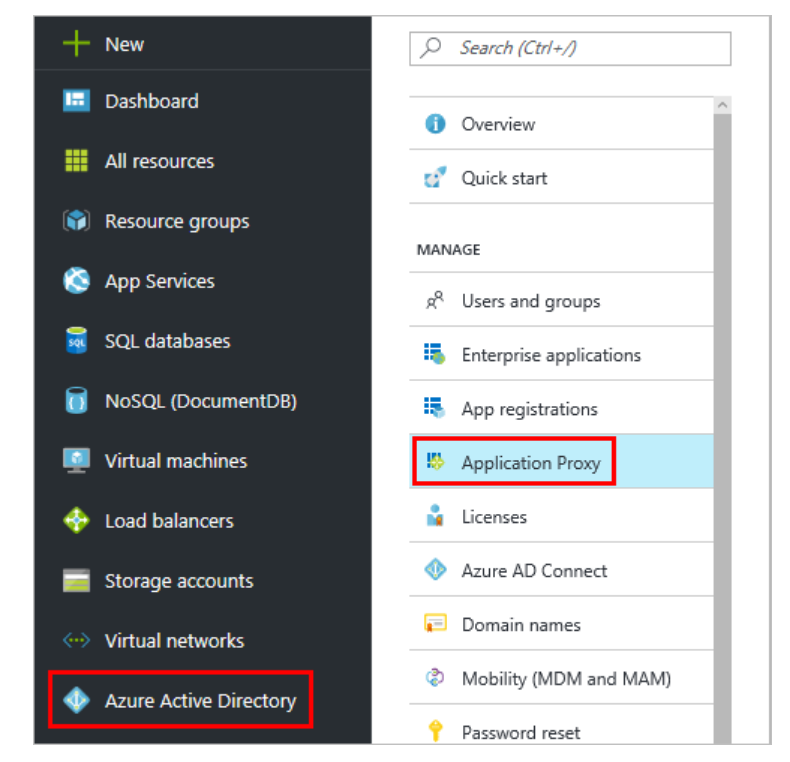 New
Dashboard
All resources
Resource groups
App Services
SQL databases
NoSQL (DocumentDB)
Virtual machines
Load balancers
Storage accounts
Virtual networks
Azure Active Directory
Search (Ctrl+/)
Overview
Quick start
MANAGE
Users and groups
Enterprise applications
App registrations
Application Proxy
Licenses
Azure AD Connect
Domain names
Mobility (MDM and MAM)
Password reset